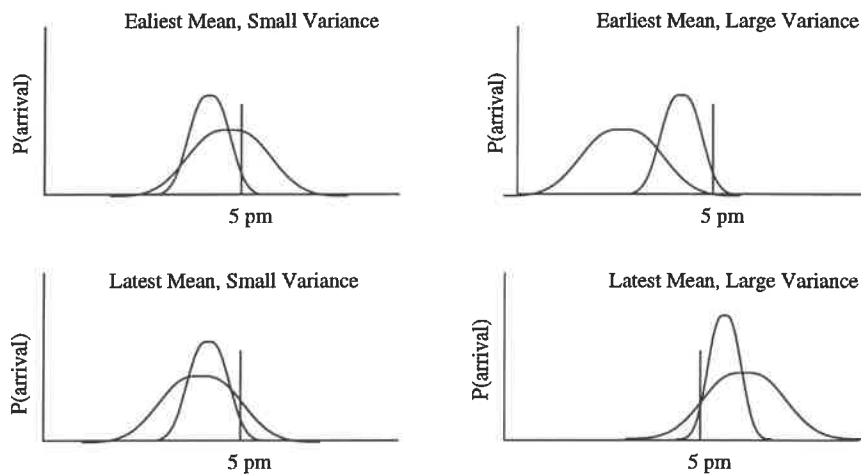 Ealiest Mean, Small Variance
P(arrival)
5 pm
Earliest Mean, Large Variance
P(arrival)
5 pm
Latest Mean, Small Variance
P(arrival)
5 pm
Latest Mean, Large Variance
P(arrival)
5 pm